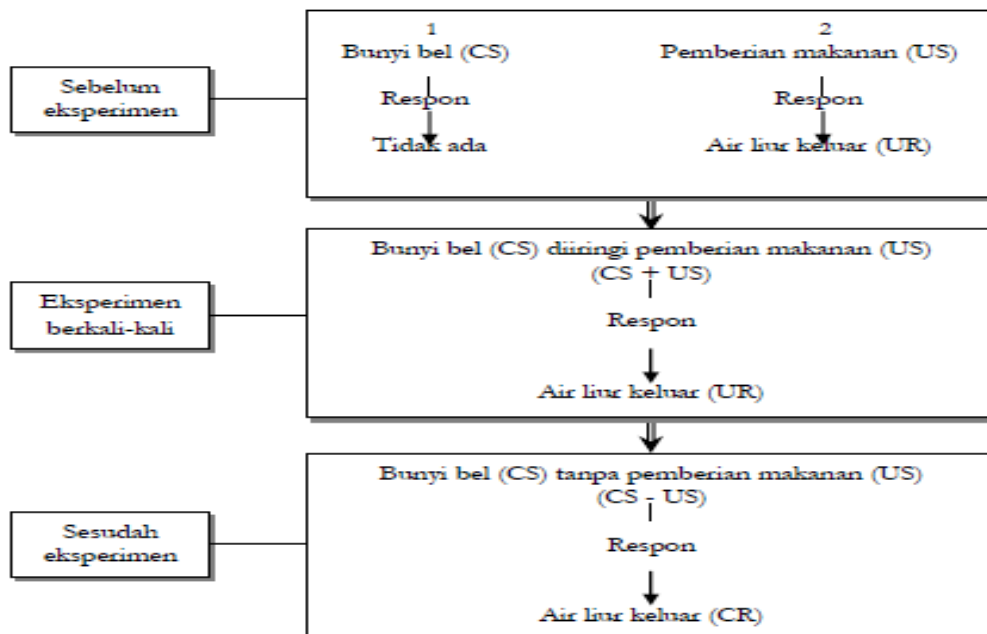 Sebelum
eksperimen
1
Bunyi bel (CS)
Respon
Tidak ada
2
Pemberian makanan (US)
Respon
Air liur keluar (UR)
Eksperimen
berkali-kali
Bunyi bel (CS) diiringi pemberian makanan (US)
(CS + US)
Respon
Air liur keluar (UR)
Sesudah
eksperimen
Bunyi bel (CS) tanpa pemberian makanan (US)
(CS - US)
Respon
Air liur keluar (CR)